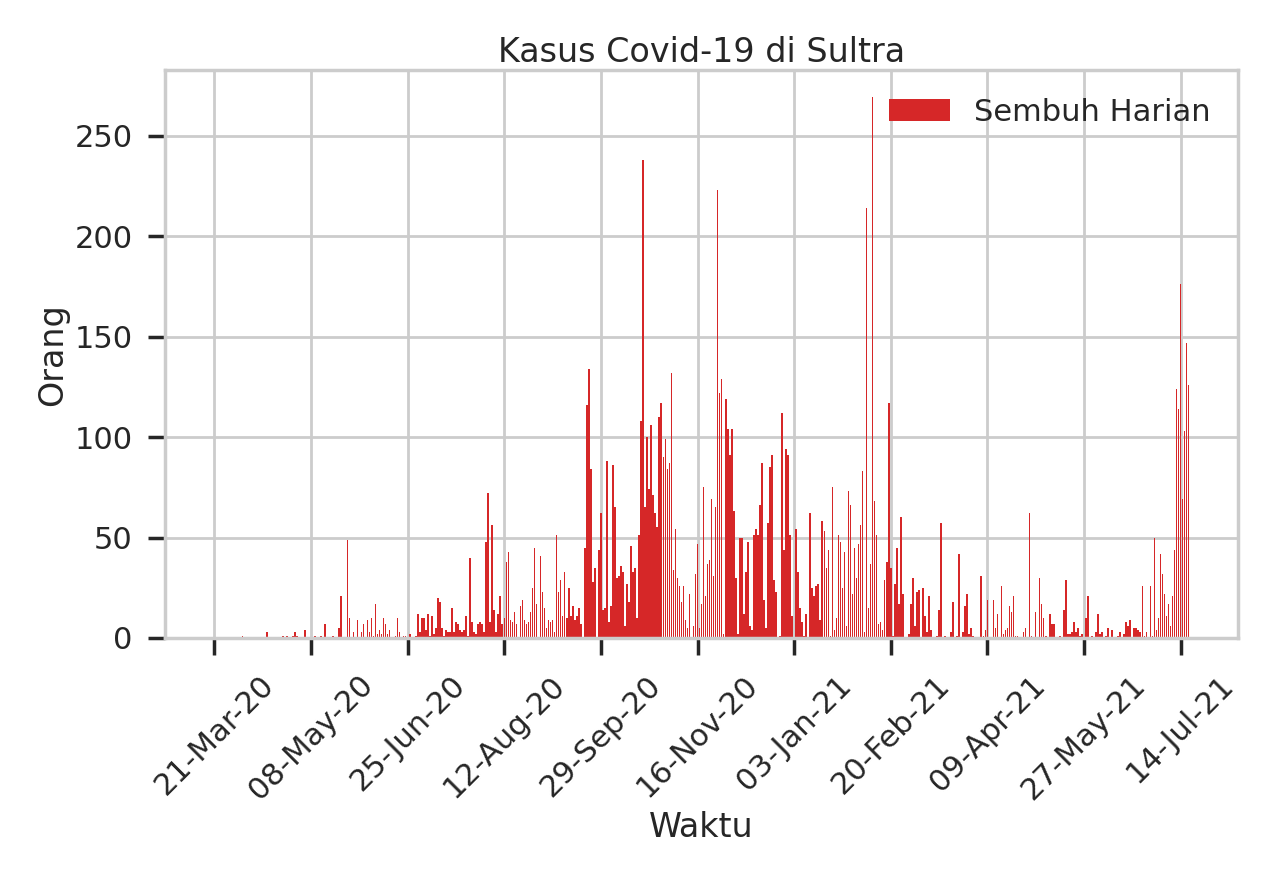 Kasus Covid-19 di Sultra
Sembuh Harian
Orang
250
200
150
100
50
0
21-Mar-20
08-May-20
25-Jun-20
12-Aug-20
29-Sep-20
16-Nov-20
03-Jan-21
20-Feb-21
09-Apr-21
27-May-21
14-Jul-21
Waktu